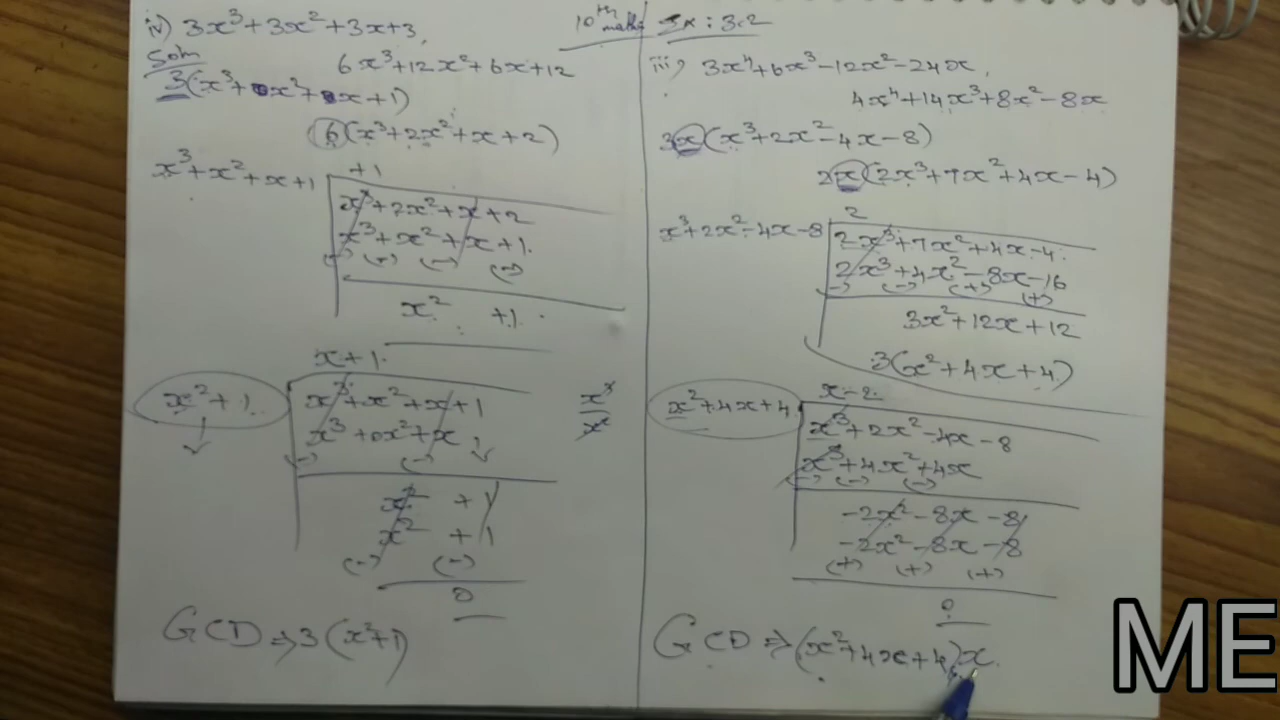 10th maths Ex : 3.2
iv) 3x³+3x²+3x+3,
Soln
6x³+12x²+6x+12
3(x³+x²+x+1)
6(x³+2x²+x+2)
+1
x³+x²+x+1
x³+2x²+x+2
x³+x²+x+1
(-) (-) (-) (-)
x² +1
x+1
x²+1
x³+x²+x+1
x³+0x²+x
(-) (-)
x³
x²
x² +1
x² +1
(-) (-)
0
GCD ⇒ 3(x²+1)
iii) 3x⁴+6x³-12x²-24x,
4x⁴+14x³+8x²-8x
3x(x³+2x²-4x-8)
2x(2x³+7x²+4x-4)
2
x³+2x²-4x-8
2x³+7x²+4x-4
2x³+4x²-8x-16
(-) (-) (+) (+)
3x²+12x+12
3(x²+4x+4)
x-2
x²+4x+4
x³+2x²-4x-8
x³+4x²+4x
(-) (-) (-)
-2x²-8x-8
-2x²-8x-8
(+) (+) (+)
0
GCD ⇒ (x²+4x+4)x
ME